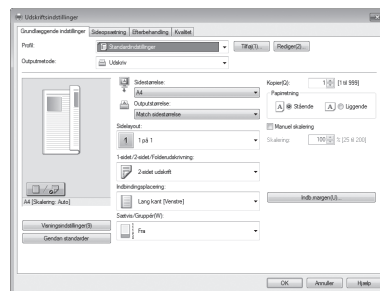 Udskriftsindstillinger
Grundlæggende indstillinger Sideopsætning Efterbehandling Kvalitet
Profil: Standardindstillinger Tilføj(1)... Rediger(2)...
Outputmetode: Udskriv
Sidestørrelse:
A4
Outputstørrelse:
Match sidestørrelse
Kopier(Q): 1 [1 til 999]
Papirretning
A Stående A Liggende
Sidelayout:
1 1 på 1
Manuel skalering
Skalering: 100 % [25 til 200]
1-sidet/2-sidet/Folderudskrivning:
2-sidet udskrift
Indbindingsplacering:
Lang kant [Venstre]
Indb.margen(U)...
A4 [Skalering: Auto]
Sætvis/Gruppér(W):
Fra
Visningsindstillinger(9)
Gendan standarder
OK Annuller Hjælp